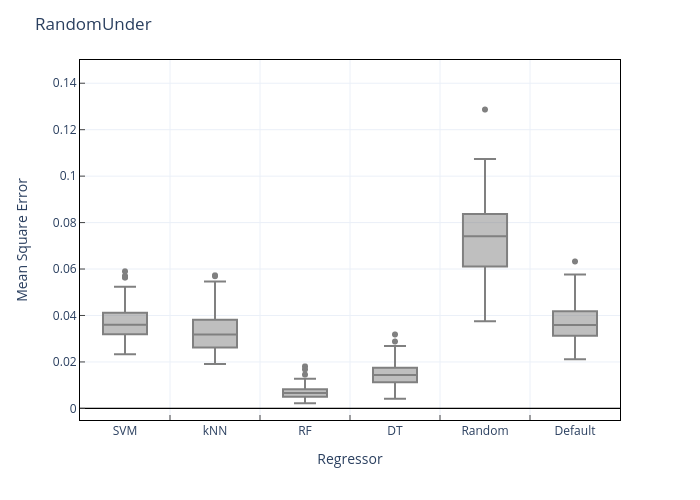 RandomUnder
Mean Square Error
0.14
0.12
0.1
0.08
0.06
0.04
0.02
0
SVM kNN RF DT Random Default
Regressor